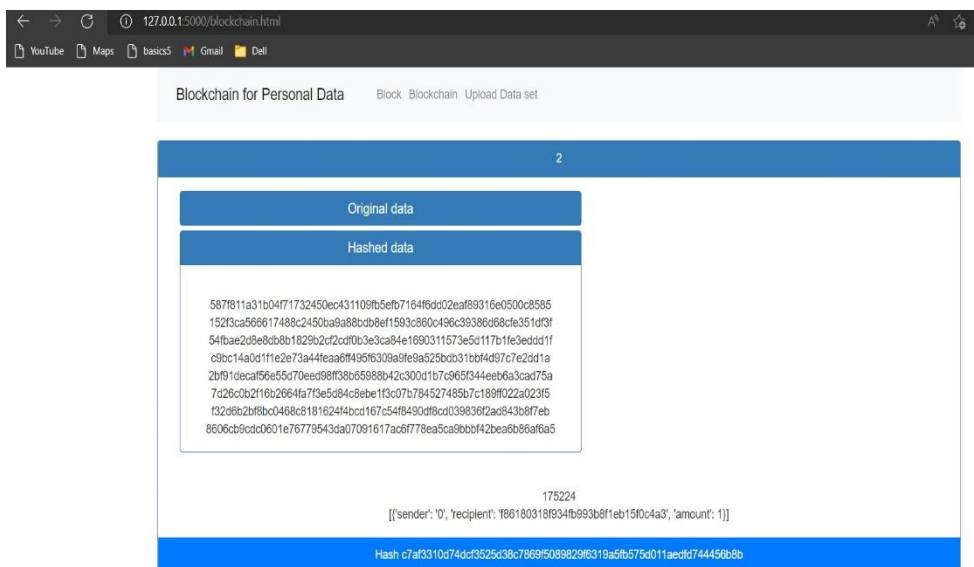 127.0.0.1:5000/blockchain.html
YouTube Maps basics5 Gmail Dell
Blockchain for Personal Data Block Blockchain Upload Data set
2
Original data
Hashed data
587f811a31b04f71732450ec431109fb5efb7164f6dd02eaf89316e0500c8585
152f3ca566617488c2450ba9a88bdb8ef1593c860c496c39386d68cfe351df3f
54fbae2d8e8db8b1829b2cf2cdf0b3e3ca84e1690311573e5d117b1fe3eddd1f
c9bc14a0d1f1e2e73a44feaa6ff495f6309a9fe9a525bdb31bbf4d97c7e2dd1a
2bf91decaf56e55d70eed98ff38b65988b42c300d1b7c965f344eeb6a3cad75a
7d26c0b2f16b2664fa7f3e5d84c8ebe1f3c07b784527485b7c189ff022a023f5
f32d6b2bf8bc0468c8181624f4bcd167c54f8490df8cd039836f2ad843b8f7eb
8606cb9cdc0601e76779543da07091617ac6f778ea5ca9bbbf42bea6b86af6a5
175224
[{'sender': '0', 'recipient': 'f86180318f934fb993b8f1eb15f0c4a3', 'amount': 1}]
Hash c7af3310d74dcf3525d38c7869f5089829f6319a5fb575d011aedfd744456b8b